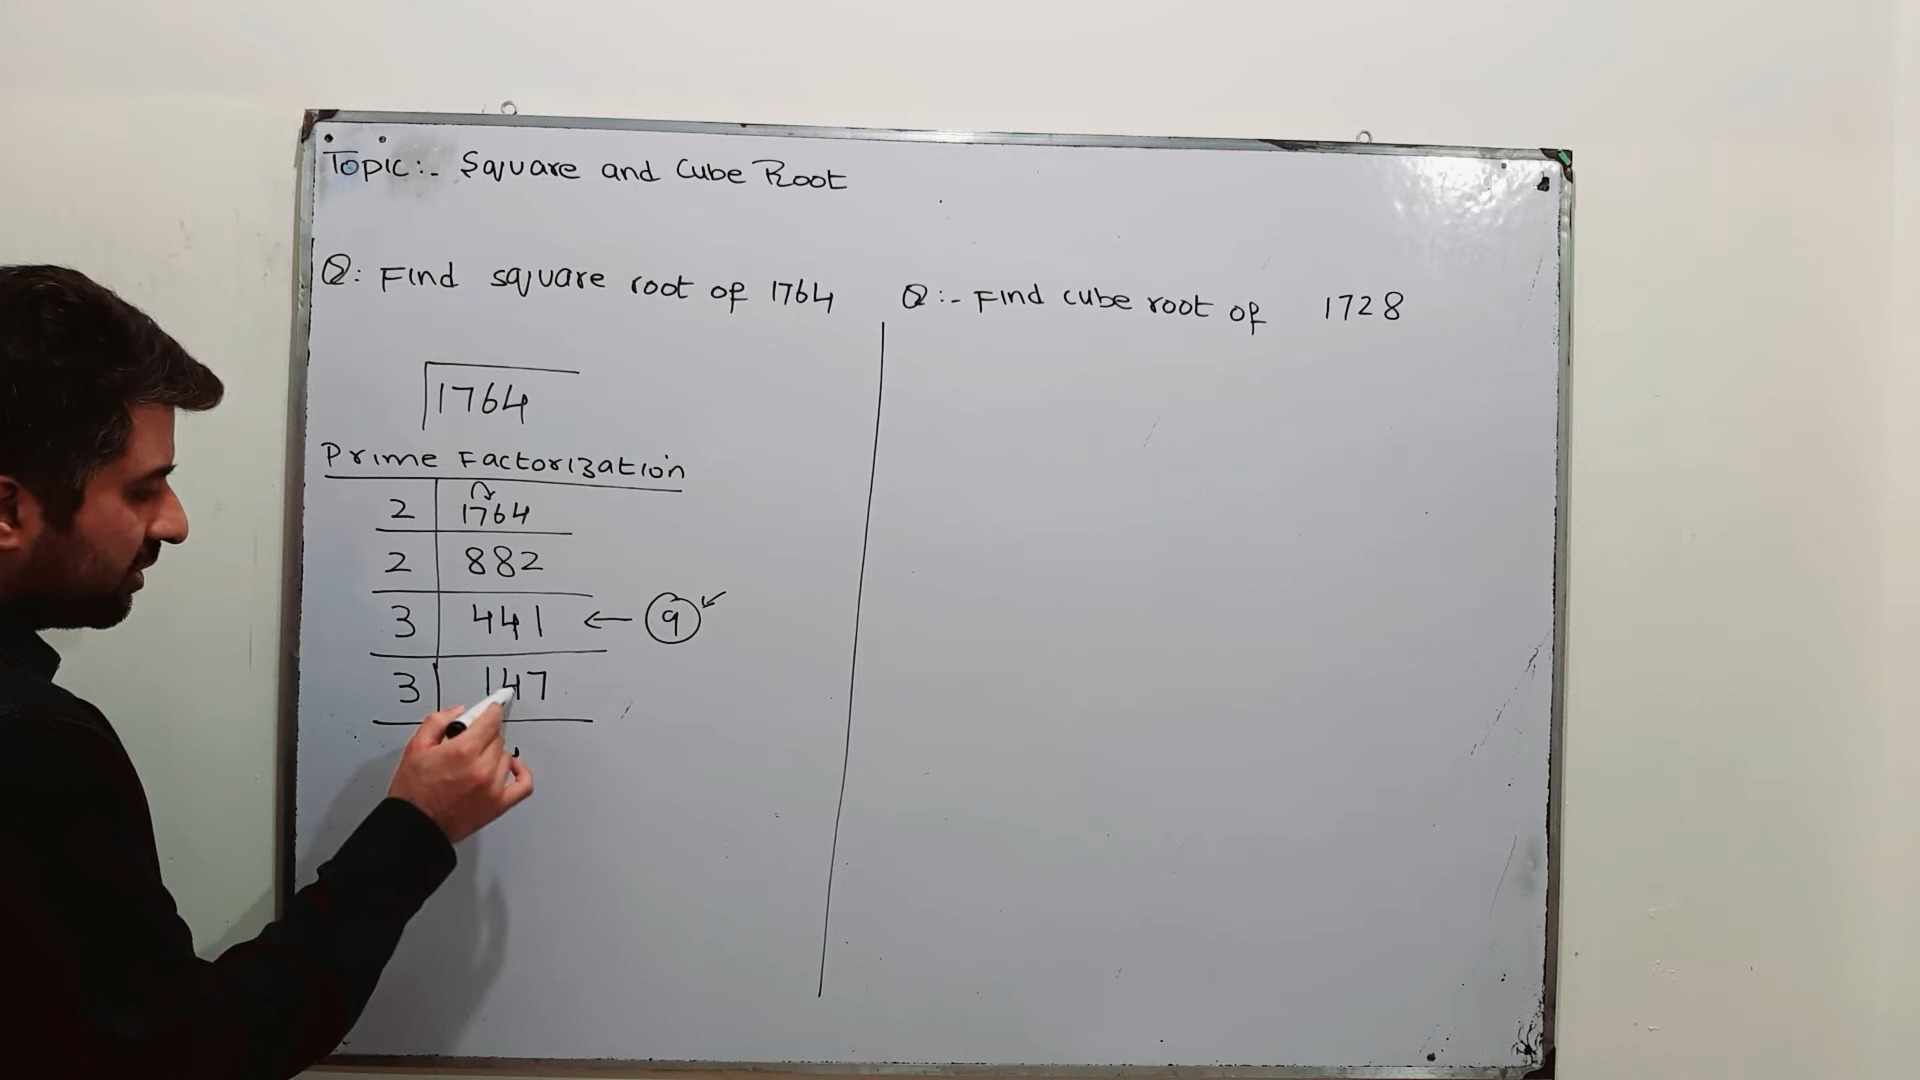 Topic:- Square and Cube Root
Q: Find square root of 1764
1764
Prime Factorization
2 1764
2 882
3 441 ← 9
3 147
Q:- Find cube root of 1728